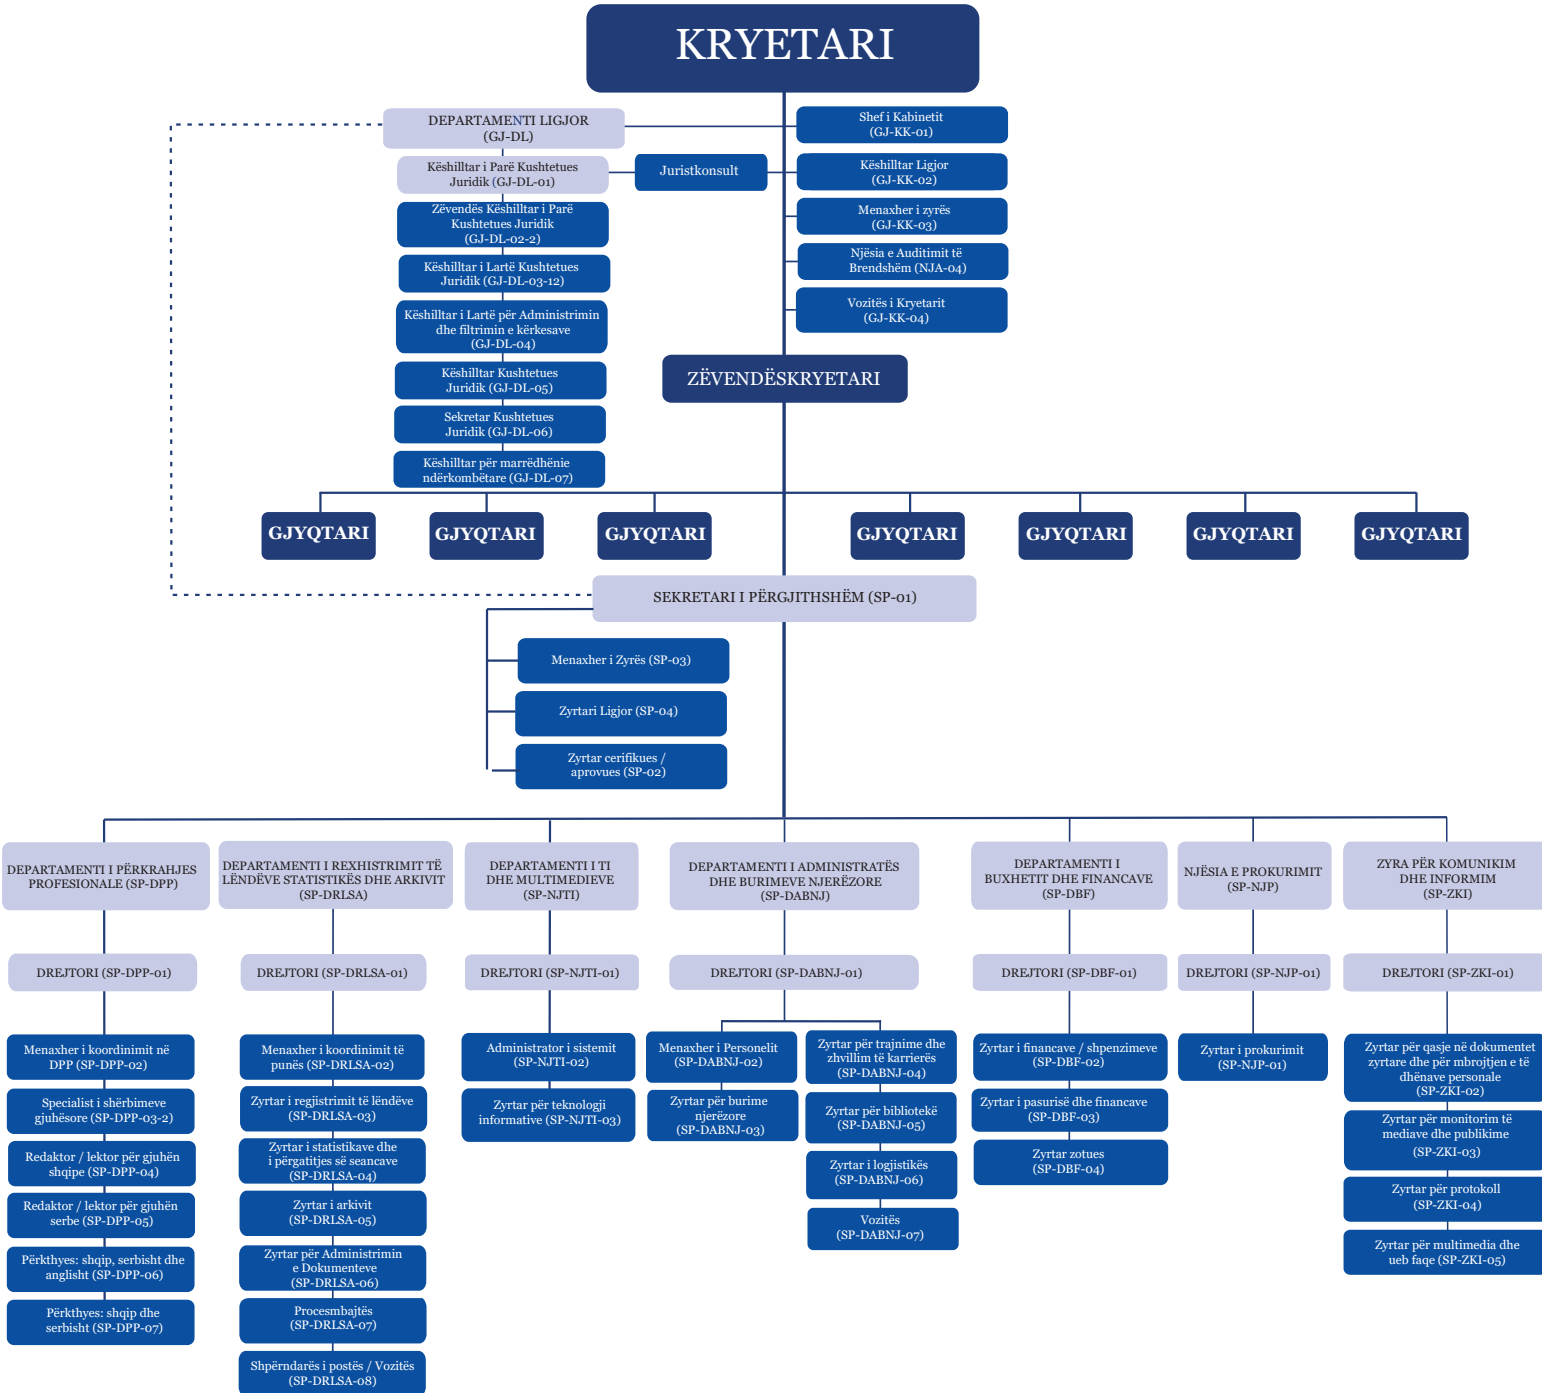 KRYETARI
DEPARTAMENTI LIGJOR
(GJ-DL)
Këshilltar i Parë Kushtetues
Juridik (GJ-DL-01)
Juristkonsult
Zëvendës Këshilltar i Parë
Kushtetues Juridik
(GJ-DL-02-2)
Këshilltar i Lartë Kushtetues
Juridik (GJ-DL-03-12)
Këshilltar i Lartë për Administrimin
dhe filtrimin e kërkesave
(GJ-DL-04)
Këshilltar Kushtetues
Juridik (GJ-DL-05)
Sekretar Kushtetues
Juridik (GJ-DL-06)
Këshilltar për marrëdhënie
ndërkombëtare (GJ-DL-07)
Shef i Kabinetit
(GJ-KK-01)
Këshilltar Ligjor
(GJ-KK-02)
Menaxher i zyrës
(GJ-KK-03)
Njësia e Auditimit të
Brendshëm (NJA-04)
Vozitës i Kryetarit
(GJ-KK-04)
ZËVENDËSKRYETARI
GJYQTARI
GJYQTARI
GJYQTARI
GJYQTARI
GJYQTARI
GJYQTARI
GJYQTARI
SEKRETARI I PËRGJITHSHËM (SP-01)
Menaxher i Zyrës (SP-03)
Zyrtari Ligjor (SP-04)
Zyrtar cerifikues /
aprovues (SP-02)
DEPARTAMENTI I PËRKRAHJES
PROFESIONALE (SP-DPP)
DREJTORI (SP-DPP-01)
Menaxher i koordinimit në
DPP (SP-DPP-02)
Specialist i shërbimeve
gjuhësore (SP-DPP-03-2)
Redaktor / lektor për gjuhën
shqipe (SP-DPP-04)
Redaktor / lektor për gjuhën
serbe (SP-DPP-05)
Përkthyes: shqip, serbisht dhe
anglisht (SP-DPP-06)
Përkthyes: shqip dhe
serbisht (SP-DPP-07)
DEPARTAMENTI I REXHISTRIMIT TË
LËNDËVE STATISTIKËS DHE ARKIVIT
(SP-DRLSA)
DREJTORI (SP-DRLSA-01)
Menaxher i koordinimit të
punës (SP-DRLSA-02)
Zyrtar i regjistrimit të lëndëve
(SP-DRLSA-03)
Zyrtar i statistikave dhe
i përgatitjes së seancave
(SP-DRLSA-04)
Zyrtar i arkivit
(SP-DRLSA-05)
Zyrtar për Administrimin
e Dokumenteve
(SP-DRLSA-06)
Procesmbajtës
(SP-DRLSA-07)
Shpërndarës i postës / Vozitës
(SP-DRLSA-08)
DEPARTAMENTI I TI
DHE MULTIMEDIEVE
(SP-NJTI)
DREJTORI (SP-NJTI-01)
Administrator i sistemit
(SP-NJTI-02)
Zyrtar për teknologji
informative (SP-NJTI-03)
DEPARTAMENTI I ADMINISTRATËS
DHE BURIMEVE NJERËZORE
(SP-DABNJ)
DREJTORI (SP-DABNJ-01)
Menaxher i Personelit
(SP-DABNJ-02)
Zyrtar për burime
njerëzore
(SP-DABNJ-03)
Zyrtar për trajnime dhe
zhvillim të karrierës
(SP-DABNJ-04)
Zyrtar për bibliotekë
(SP-DABNJ-05)
Zyrtar i logjistikës
(SP-DABNJ-06)
Vozitës
(SP-DABNJ-07)
DEPARTAMENTI I
BUXHETIT DHE FINANCAVE
(SP-DBF)
DREJTORI (SP-DBF-01)
Zyrtar i financave / shpenzimeve
(SP-DBF-02)
Zyrtar i pasurisë dhe financave
(SP-DBF-03)
Zyrtar zotues
(SP-DBF-04)
NJËSIA E PROKURIMIT
(SP-NJP)
DREJTORI (SP-NJP-01)
Zyrtar i prokurimit
(SP-NJP-01)
ZYRA PËR KOMUNIKIM
DHE INFORMIM
(SP-ZKI)
DREJTORI (SP-ZKI-01)
Zyrtar për qasje në dokumentet
zyrtare dhe për mbrojtjen e të
dhënave personale
(SP-ZKI-02)
Zyrtar për monitorim të
mediave dhe publikime
(SP-ZKI-03)
Zyrtar për protokoll
(SP-ZKI-04)
Zyrtar për multimedia dhe
ueb faqe (SP-ZKI-05)